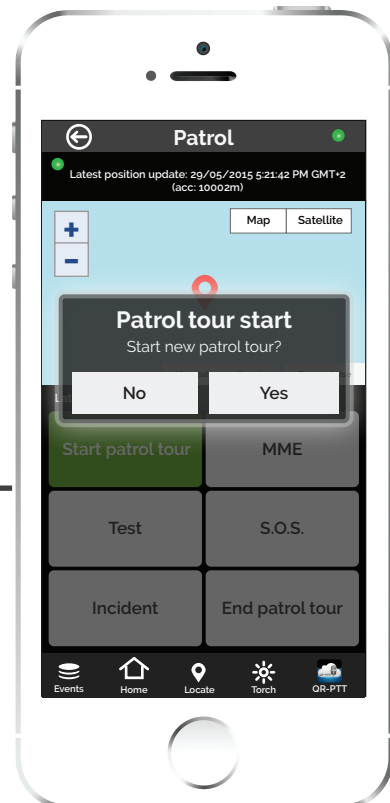 Patrol
Latest position update: 29/05/2015 5:21:42 PM GMT+2
(acc: 10002m)
+
Map Satellite
−
Patrol tour start
Start new patrol tour?
No Yes
Start patrol tour MME
Test S.O.S.
Incident End patrol tour
Events Home Locate Torch QR-PTT